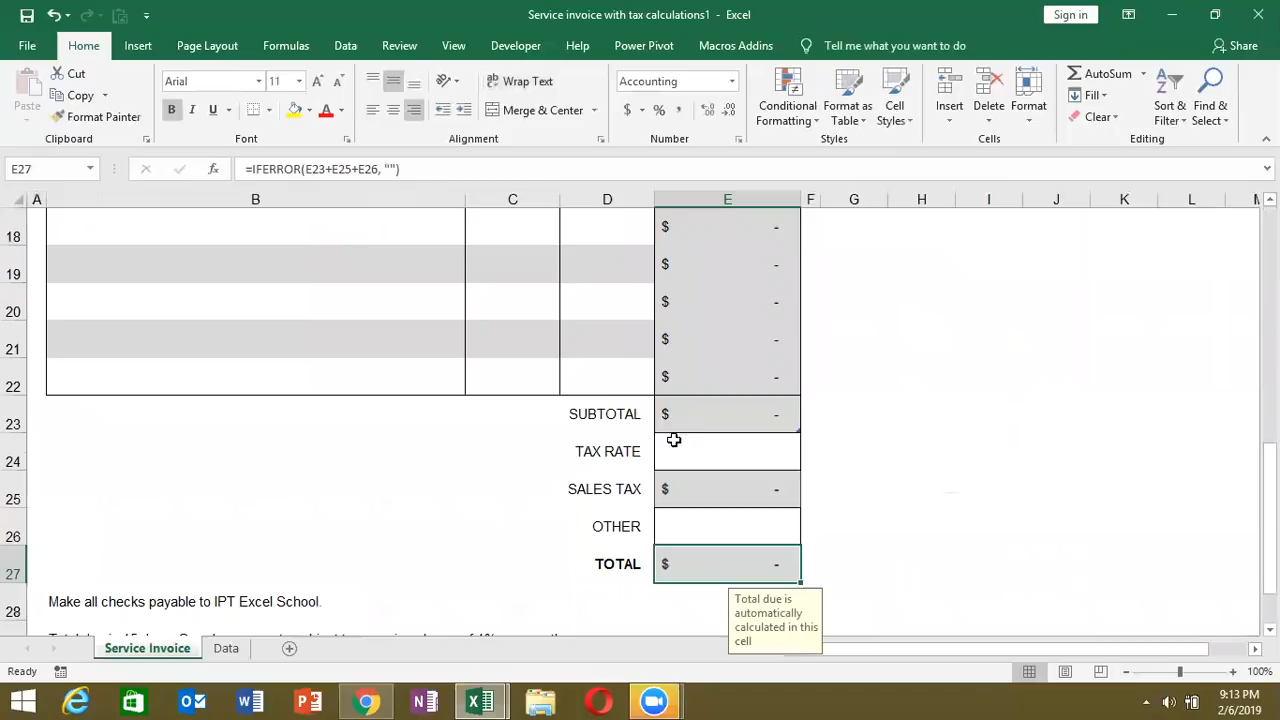 Service invoice with tax calculations1 - Excel
Sign in
File Home Insert Page Layout Formulas Data Review View Developer Help Power Pivot Macros Addins Tell me what you want to do Share
Paste
Cut
Copy
Format Painter
Clipboard
Arial 11
B I U
Font
Wrap Text
Merge & Center
Alignment
Accounting
$ % ,
Number
Conditional Formatting
Format as Table
Cell Styles
Styles
Insert Delete Format
Cells
AutoSum
Fill
Clear
Sort & Filter
Find & Select
Editing
E27 =IFERROR(E23+E25+E26, "")
A B C D E F G H I J K L
18 $ -
19 $ -
20 $ -
21 $ -
22 $ -
23 SUBTOTAL $ -
24 TAX RATE
25 SALES TAX $ -
26 OTHER
27 TOTAL $ -
Total due is
automatically
calculated in this
cell
28 Make all checks payable to IPT Excel School.
Service Invoice Data
Ready 100%
9:13 PM
2/6/2019